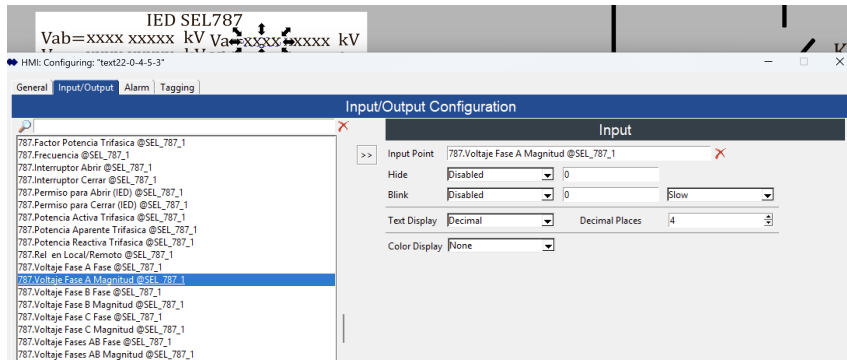 IED SEL787
Vab=xxxx xxxxx kV Va=xxxx xxxxx kV
HMI: Configuring: "text22-0-4-5-3"
General Input/Output Alarm Tagging
Input/Output Configuration
Input
787.Factor Potencia Trifasica @SEL_787_1
787.Frecuencia @SEL_787_1
787.Interruptor Abrir @SEL_787_1
787.Interruptor Cerrar @SEL_787_1
787.Permiso para Abrir (IED) @SEL_787_1
787.Permiso para Cerrar (IED) @SEL_787_1
787.Potencia Activa Trifasica @SEL_787_1
787.Potencia Aparente Trifasica @SEL_787_1
787.Potencia Reactiva Trifasica @SEL_787_1
787.Rel en Local/Remoto @SEL_787_1
787.Voltaje Fase A Fase @SEL_787_1
787.Voltaje Fase A Magnitud @SEL_787_1
787.Voltaje Fase B Fase @SEL_787_1
787.Voltaje Fase B Magnitud @SEL_787_1
787.Voltaje Fase C Fase @SEL_787_1
787.Voltaje Fase C Magnitud @SEL_787_1
787.Voltaje Fases AB Fase @SEL_787_1
787.Voltaje Fases AB Magnitud @SEL_787_1
>>
Input Point 787.Voltaje Fase A Magnitud @SEL_787_1
Hide Disabled 0
Blink Disabled 0 Slow
Text Display Decimal Decimal Places 4
Color Display None